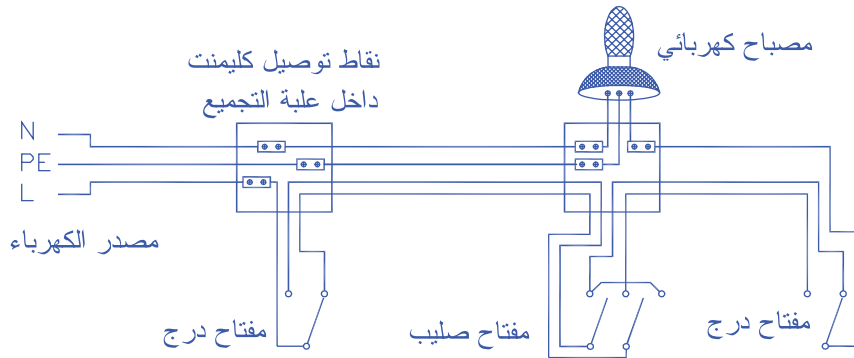 مصباح كهربائي
نقاط توصيل كليمنت
داخل علبة التجميع
N
PE
L
مصدر الكهرباء
مفتاح درج
مفتاح صليب
مفتاح درج